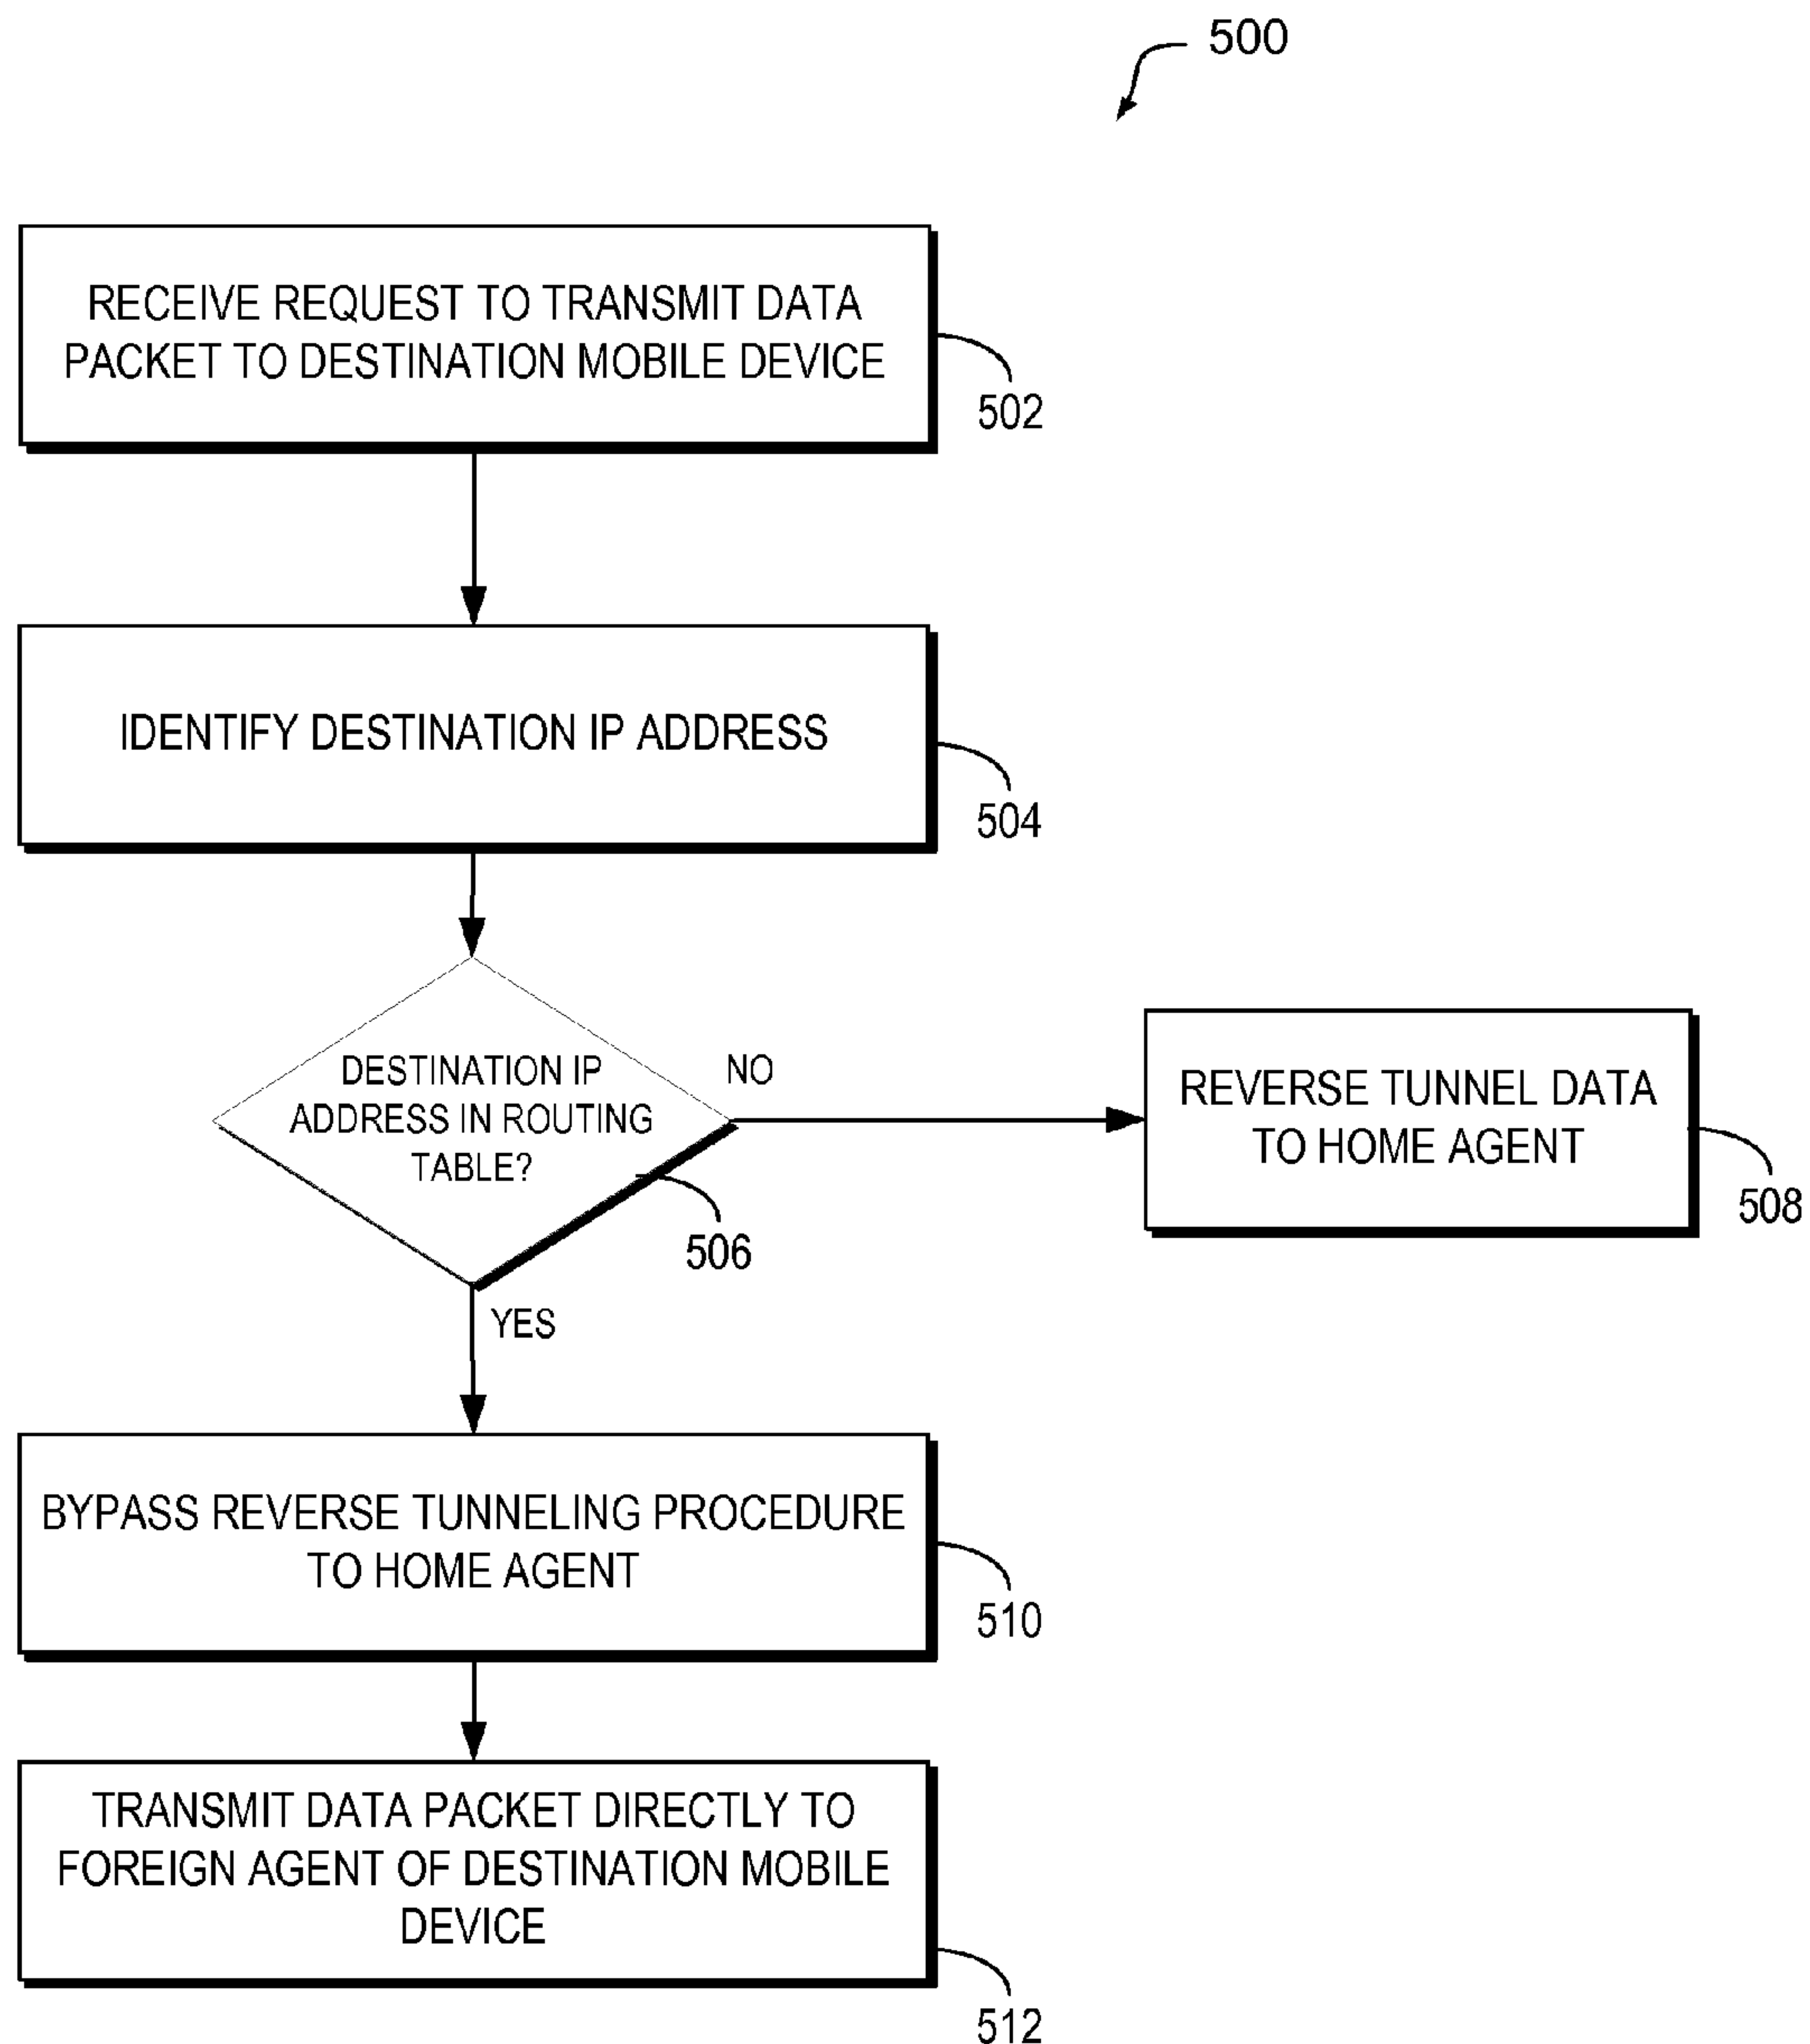 500
RECEIVE REQUEST TO TRANSMIT DATA
PACKET TO DESTINATION MOBILE DEVICE
502
IDENTIFY DESTINATION IP ADDRESS
504
DESTINATION IP
ADDRESS IN ROUTING
TABLE?
506
NO
REVERSE TUNNEL DATA
TO HOME AGENT
508
YES
BYPASS REVERSE TUNNELING PROCEDURE
TO HOME AGENT
510
TRANSMIT DATA PACKET DIRECTLY TO
FOREIGN AGENT OF DESTINATION MOBILE
DEVICE
512